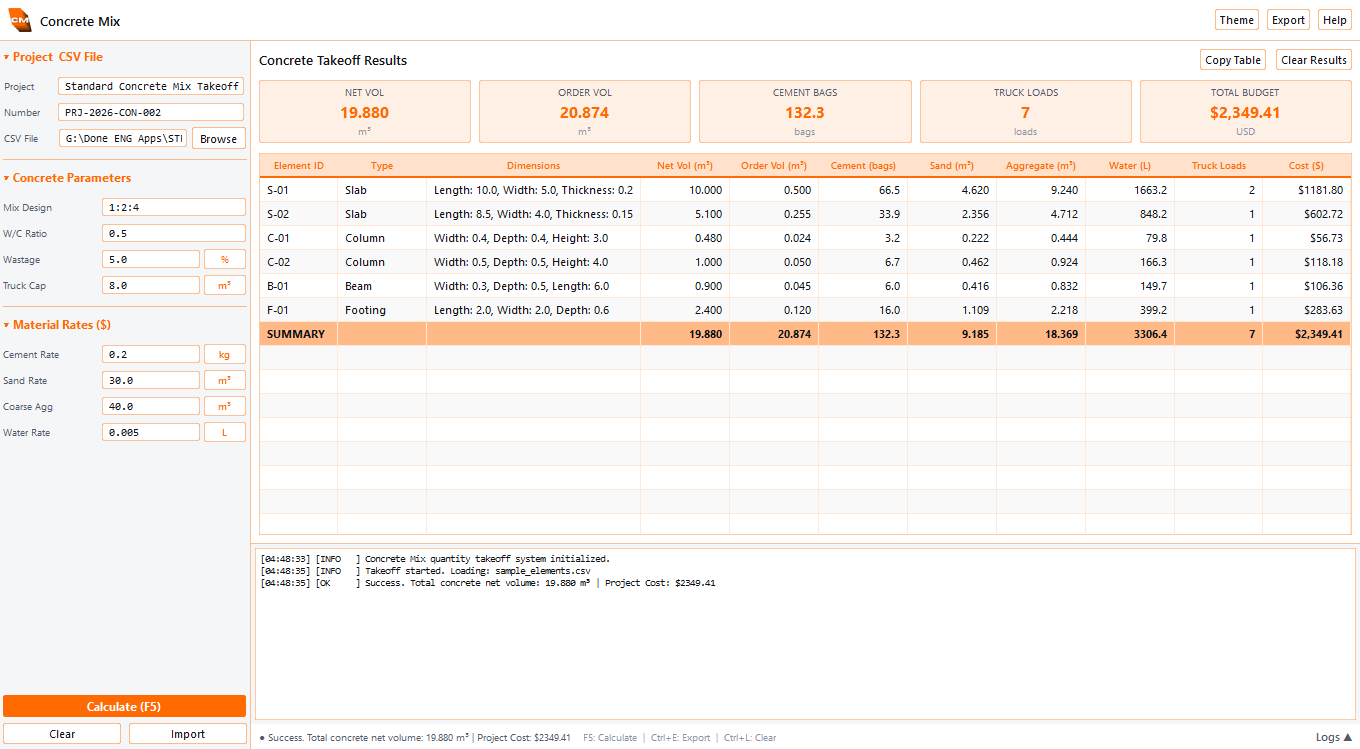 CM Concrete Mix Theme Export Help
▾ Project CSV File
Project Standard Concrete Mix Takeoff
Number PRJ-2026-CON-002
CSV File G:\Done ENG Apps\ST Browse
▾ Concrete Parameters
Mix Design 1:2:4
W/C Ratio 0.5
Wastage 5.0 %
Truck Cap 8.0 m³
▾ Material Rates ($)
Cement Rate 0.2 kg
Sand Rate 30.0 m³
Coarse Agg 40.0 m³
Water Rate 0.005 L
Calculate (F5)
Clear Import
Concrete Takeoff Results Copy Table Clear Results
NET VOL ORDER VOL CEMENT BAGS TRUCK LOADS TOTAL BUDGET
19.880 20.874 132.3 7 $2,349.41
m³ m³ bags loads USD
Element ID Type Dimensions Net Vol (m³) Order Vol (m³) Cement (bags) Sand (m³) Aggregate (m³) Water (L) Truck Loads Cost ($)
S-01 Slab Length: 10.0, Width: 5.0, Thickness: 0.2 10.000 0.500 66.5 4.620 9.240 1663.2 2 $1181.80
S-02 Slab Length: 8.5, Width: 4.0, Thickness: 0.15 5.100 0.255 33.9 2.356 4.712 848.2 1 $602.72
C-01 Column Width: 0.4, Depth: 0.4, Height: 3.0 0.480 0.024 3.2 0.222 0.444 79.8 1 $56.73
C-02 Column Width: 0.5, Depth: 0.5, Height: 4.0 1.000 0.050 6.7 0.462 0.924 166.3 1 $118.18
B-01 Beam Width: 0.3, Depth: 0.5, Length: 6.0 0.900 0.045 6.0 0.416 0.832 149.7 1 $106.36
F-01 Footing Length: 2.0, Width: 2.0, Depth: 0.6 2.400 0.120 16.0 1.109 2.218 399.2 1 $283.63
SUMMARY 19.880 20.874 132.3 9.185 18.369 3306.4 7 $2,349.41
[04:48:33] [INFO ] Concrete Mix quantity takeoff system initialized.
[04:48:35] [INFO ] Takeoff started. Loading: sample_elements.csv
[04:48:35] [OK ] Success. Total concrete net volume: 19.880 m³ | Project Cost: $2349.41
● Success. Total concrete net volume: 19.880 m³ | Project Cost: $2349.41 F5: Calculate | Ctrl+E: Export | Ctrl+L: Clear Logs ▲